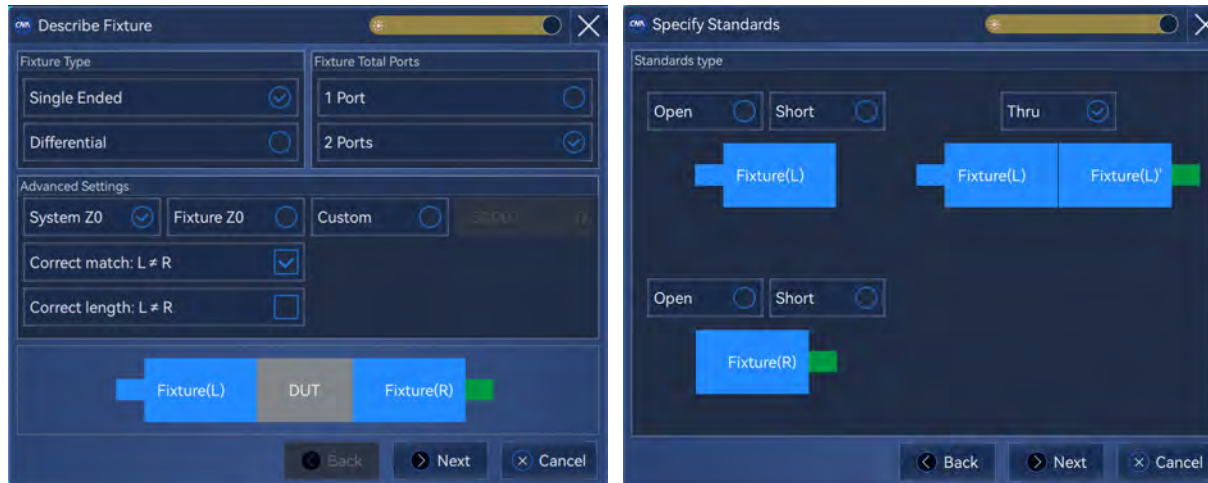 CNA Describe Fixture
Fixture Type
Fixture Total Ports
Single Ended
1 Port
Differential
2 Ports
Advanced Settings
System Z0 Fixture Z0 Custom
Correct match: L ≠ R
Correct length: L ≠ R
Fixture(L) DUT Fixture(R)
Back Next Cancel
Specify Standards
Standards type
Open Short Thru
Fixture(L) Fixture(L) Fixture(L)'
Open Short
Fixture(R)
Back Next Cancel